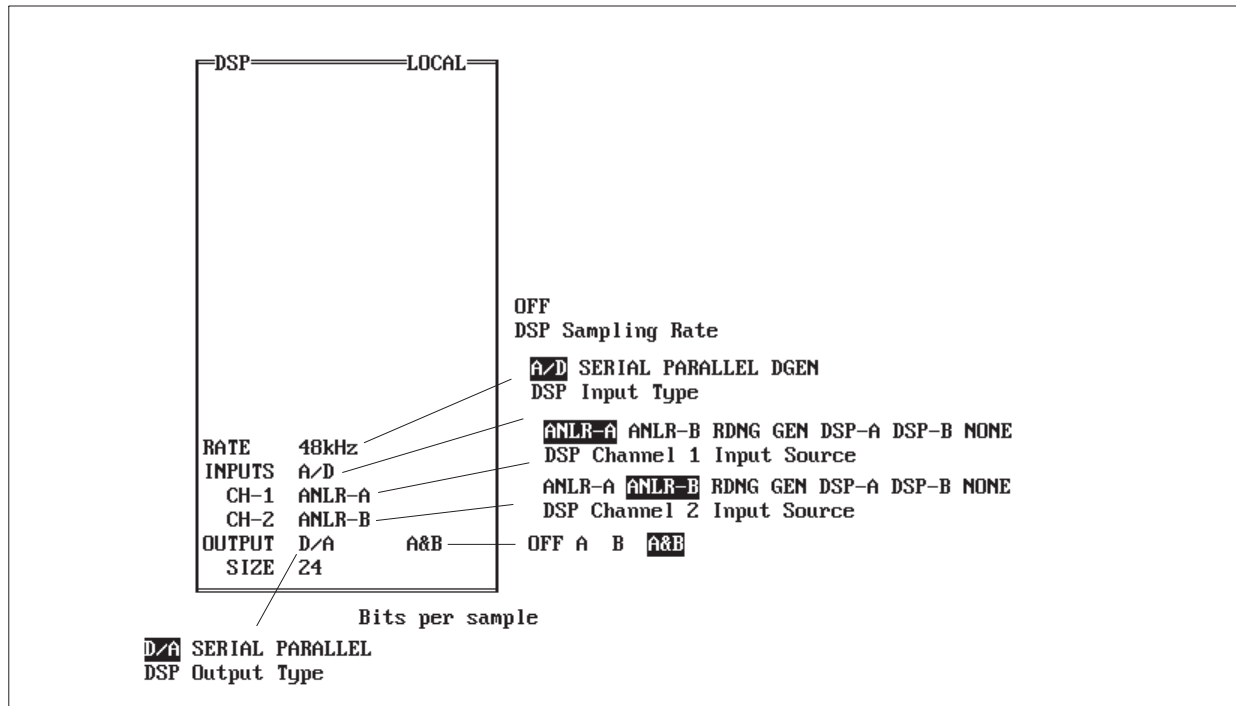 DSP LOCAL
OFF
DSP Sampling Rate
A/D SERIAL PARALLEL DGEN
DSP Input Type
ANLR-A ANLR-B RDNG GEN DSP-A DSP-B NONE
DSP Channel 1 Input Source
ANLR-A ANLR-B RDNG GEN DSP-A DSP-B NONE
DSP Channel 2 Input Source
RATE 48kHz
INPUTS A/D
CH-1 ANLR-A
CH-2 ANLR-B
OUTPUT D/A A&B
OFF A B A&B
SIZE 24
Bits per sample
D/A SERIAL PARALLEL
DSP Output Type